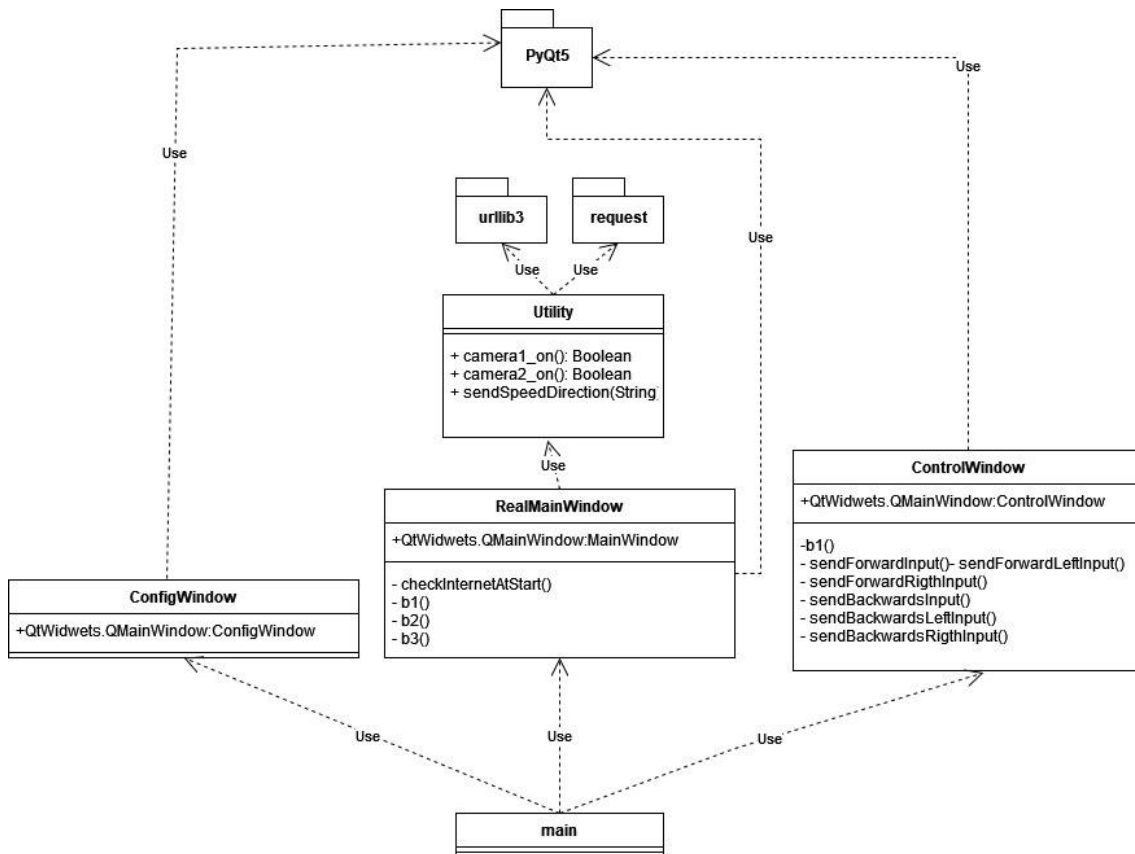 PyQt5
Use
Use
urllib3
request
Use
Use
Use
Utility
+ camera1_on(): Boolean
+ camera2_on(): Boolean
+ sendSpeedDirection(String)
Use
ControlWindow
+QtWidwets.QMainWindow:ControlWindow
-b1()
- sendForwardInput()- sendForwardLeftInput()
- sendForwardRigthInput()
- sendBackwardsInput()
- sendBackwardsLeftInput()
- sendBackwardsRigthInput()
RealMainWindow
+QtWidwets.QMainWindow:MainWindow
- checkInternetAtStart()
- b1()
- b2()
- b3()
ConfigWindow
+QtWidwets.QMainWindow:ConfigWindow
Use
Use
Use
main